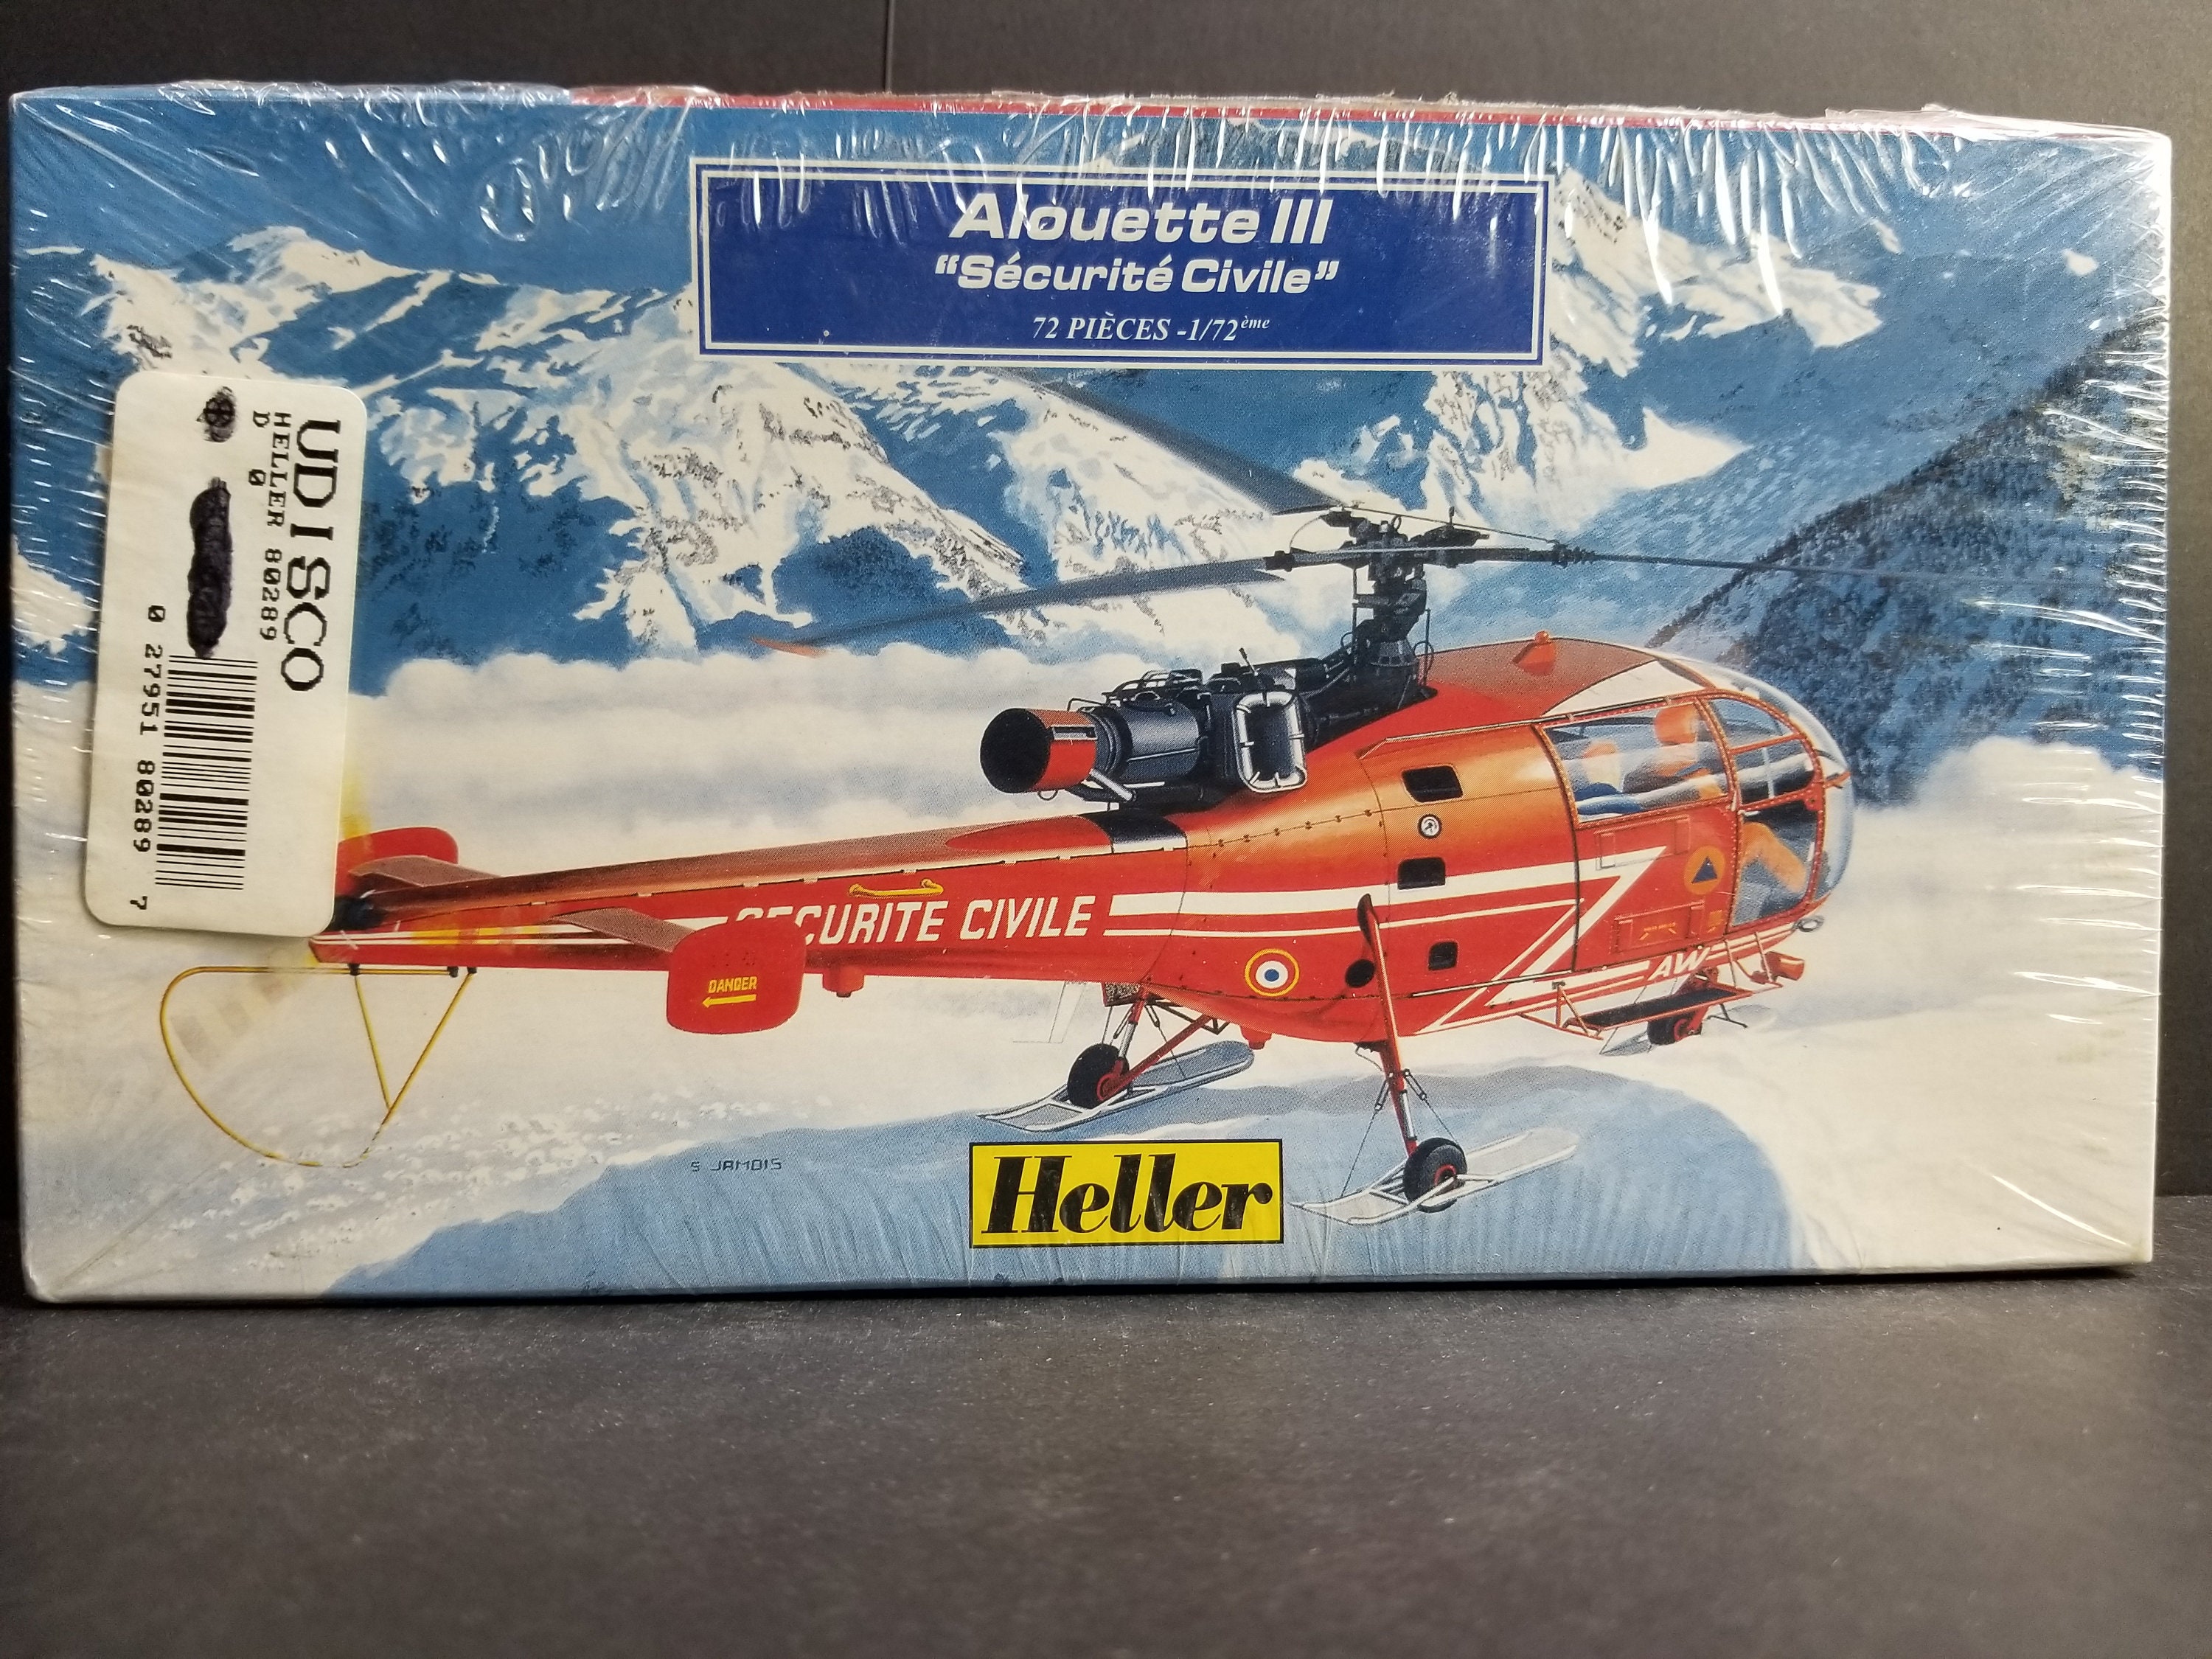 Alouette III
“Sécurité Civile”
72 PIÈCES -1/72ème
UDISCO
HELLER 80289
D 0
0 27951 80289 7
SECURITE CIVILE
DANGER
AW
S JAMOIS
Heller